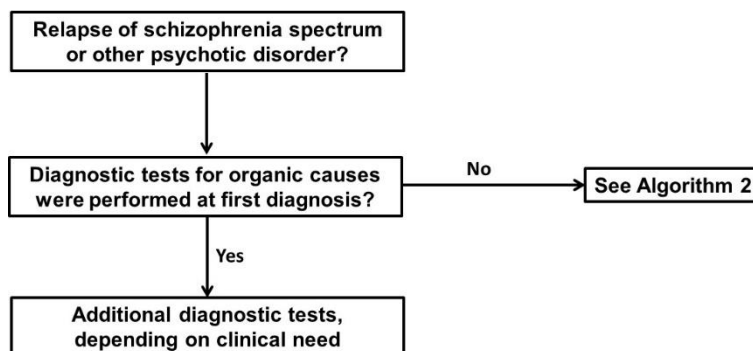 Relapse of schizophrenia spectrum
or other psychotic disorder?
Diagnostic tests for organic causes
were performed at first diagnosis?
No
See Algorithm 2
Yes
Additional diagnostic tests,
depending on clinical need